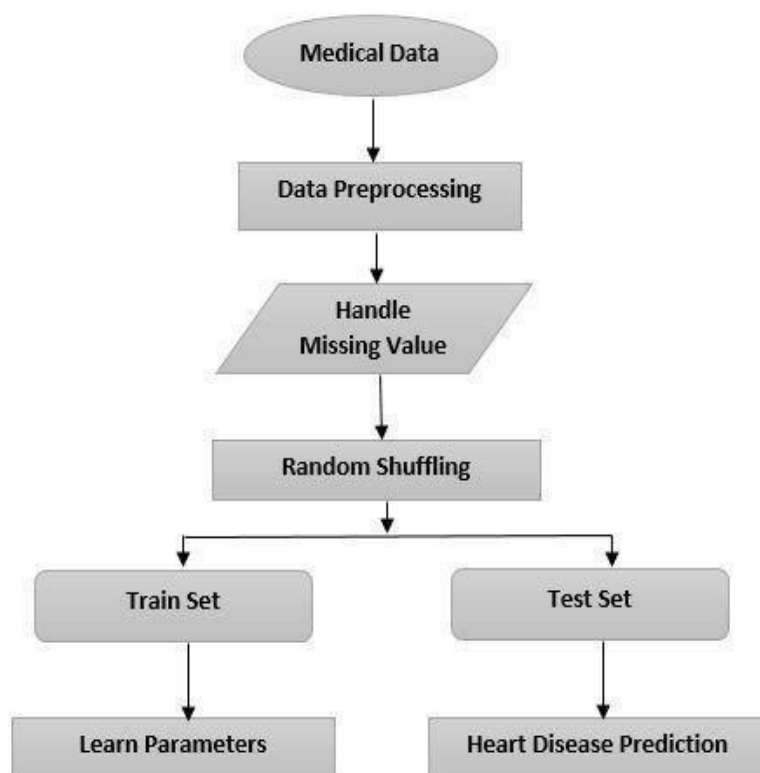 Medical Data
Data Preprocessing
Handle
Missing Value
Random Shuffling
Train Set
Test Set
Learn Parameters
Heart Disease Prediction